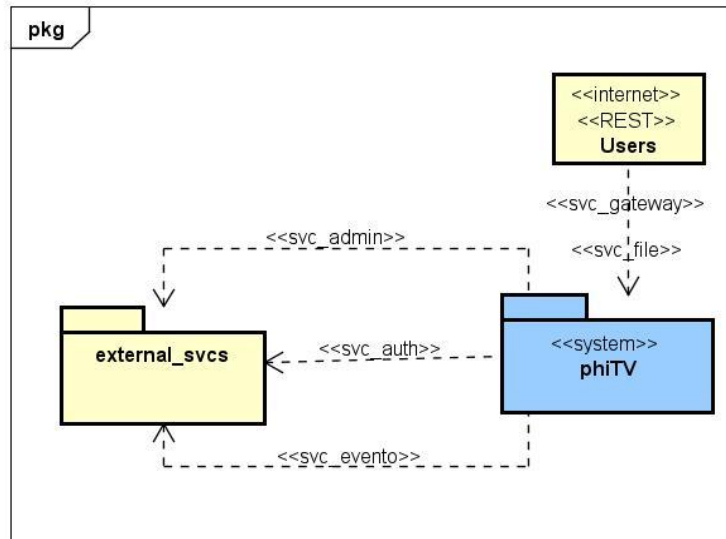 pkg
<<internet>>
<<REST>>
Users
<<svc_gateway>>
<<svc_admin>>
<<svc_file>>
external_svcs
<<svc_auth>>
<<system>>
phiTV
<<svc_evento>>